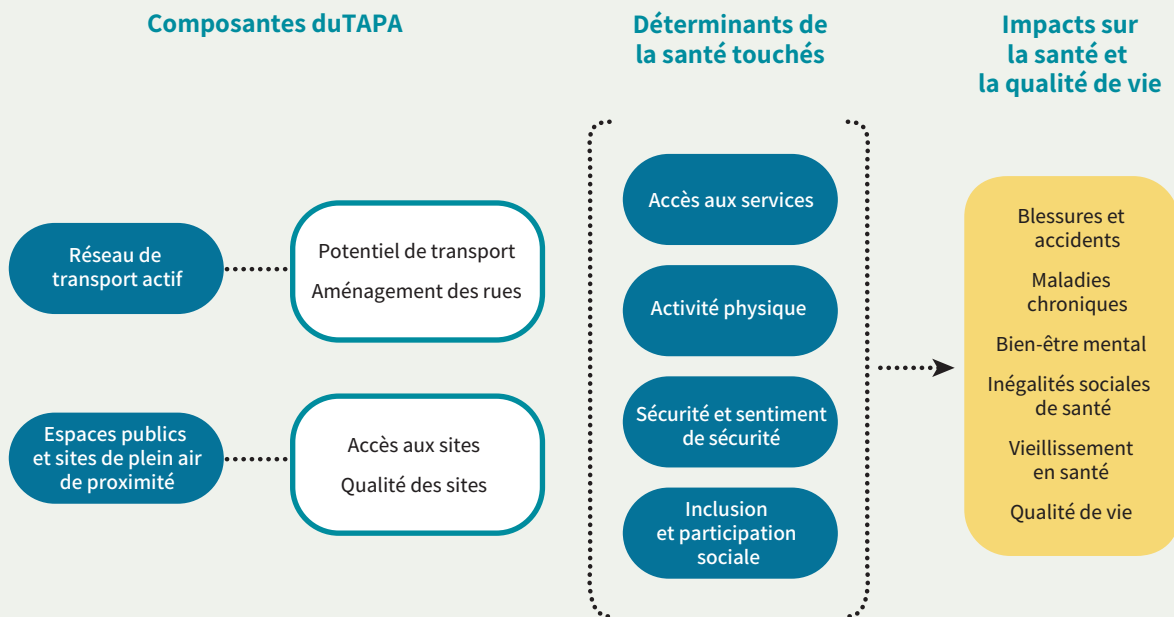 Composantes duTAPA
Déterminants de
la santé touchés
Impacts sur
la santé et
la qualité de vie
Réseau de
transport actif
Potentiel de transport
Aménagement des rues
Espaces publics
et sites de plein air
de proximité
Accès aux sites
Qualité des sites
Accès aux services
Activité physique
Sécurité et sentiment
de sécurité
Inclusion
et participation
sociale
Blessures et
accidents
Maladies
chroniques
Bien-être mental
Inégalités sociales
de santé
Vieillissement
en santé
Qualité de vie